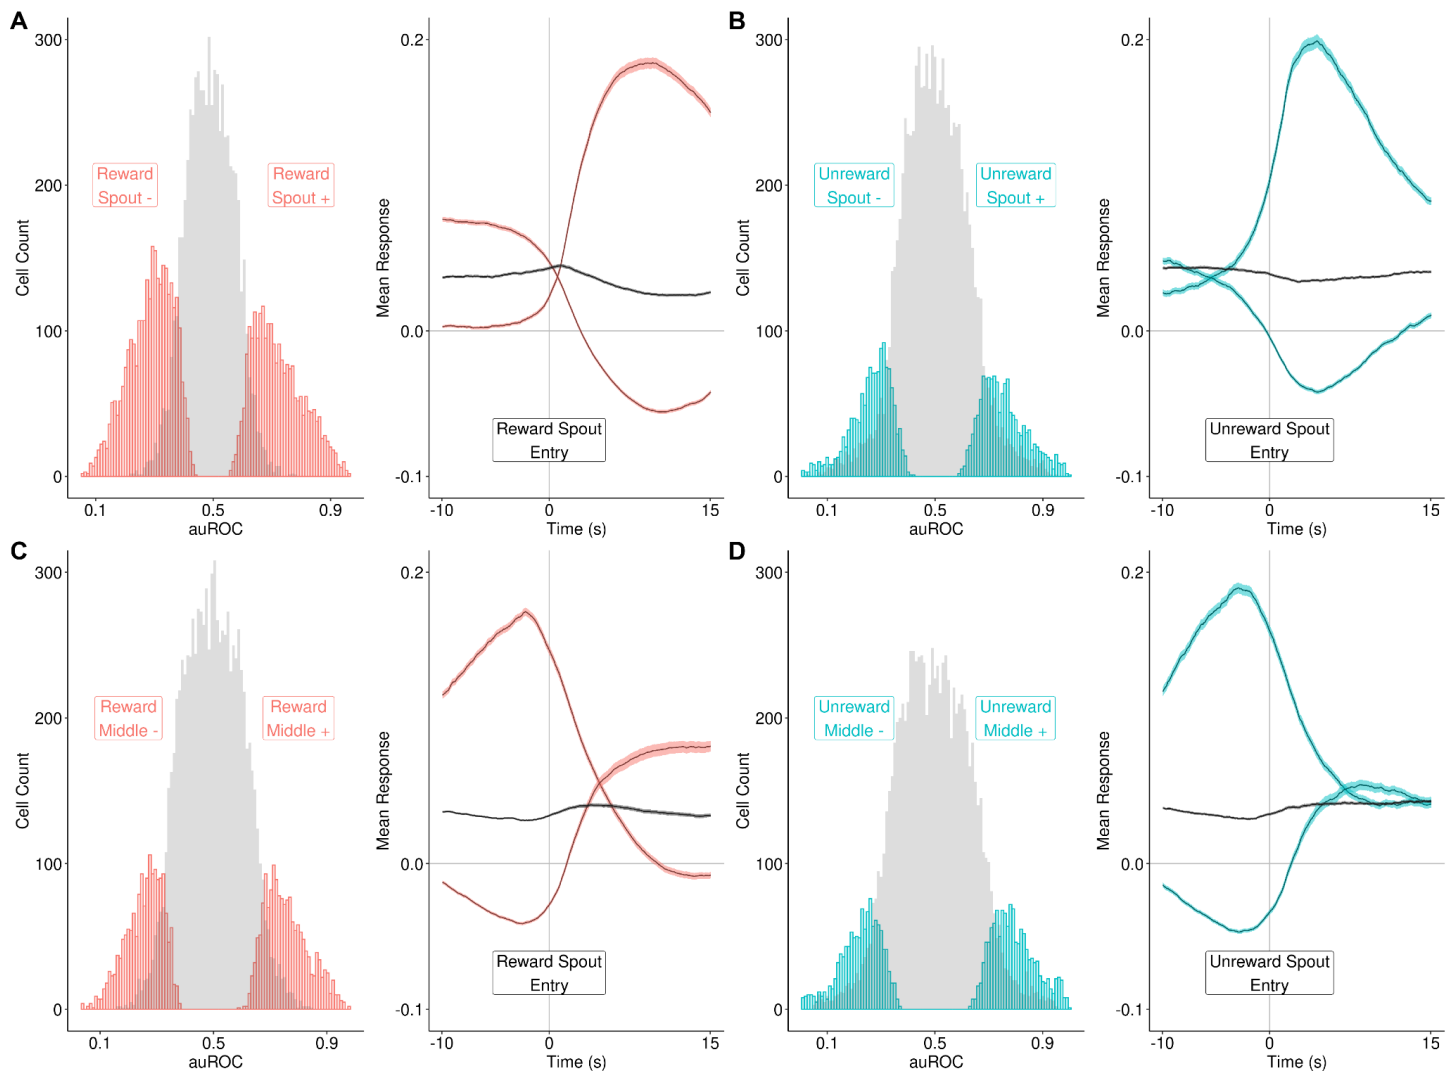 A
300
200
100
0
Cell Count
Reward
Spout -
Reward
Spout +
0.1
0.5
0.9
auROC
0.2
0.0
-0.1
Mean Response
Reward Spout
Entry
-10
0
15
Time (s)
B
300
200
100
0
Cell Count
Unreward
Spout -
Unreward
Spout +
0.1
0.5
0.9
auROC
0.2
0.0
-0.1
Mean Response
Unreward Spout
Entry
-10
0
15
Time (s)
C
300
200
100
0
Cell Count
Reward
Middle -
Reward
Middle +
0.1
0.5
0.9
auROC
0.2
0.0
-0.1
Mean Response
Reward Spout
Entry
-10
0
15
Time (s)
D
300
200
100
0
Cell Count
Unreward
Middle -
Unreward
Middle +
0.1
0.5
0.9
auROC
0.2
0.0
-0.1
Mean Response
Unreward Spout
Entry
-10
0
15
Time (s)